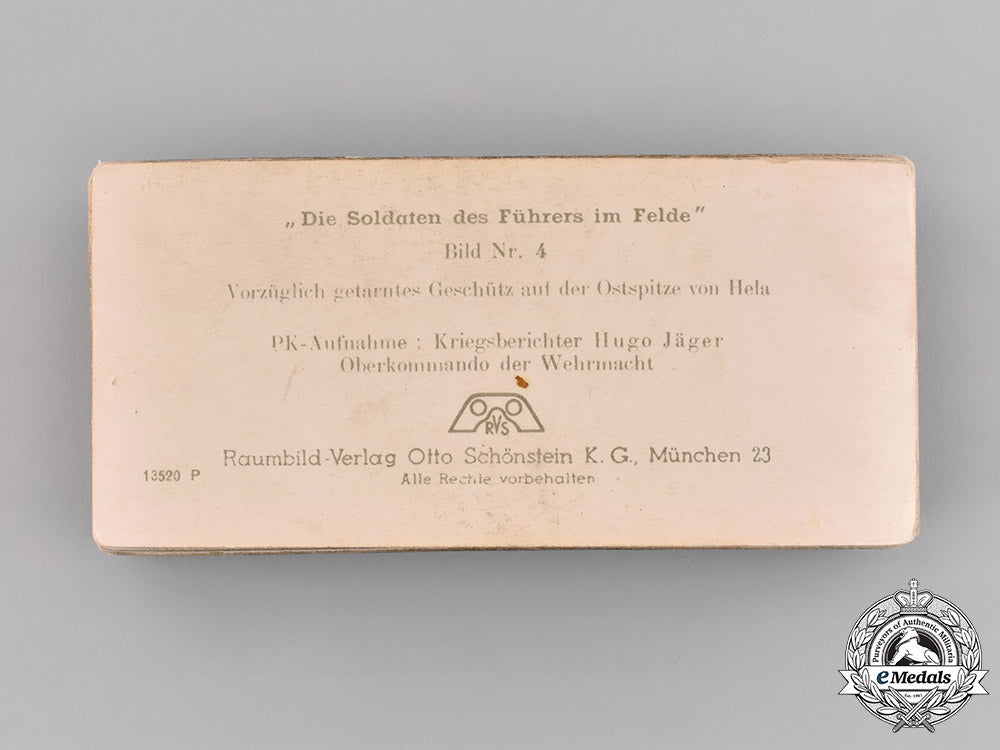 „Die Soldaten des Führers im Felde”
Bild Nr. 4
Vorzüglich getarntes Geschütz auf der Ostspitze von Hela
PK-Aufnahme : Kriegsberichter Hugo Jäger
Oberkommando der Wehrmacht
RVS
Raumbild-Verlag Otto Schönstein K. G., München 23
13520 P
Alle Rechte vorbehalten
Purveyors of Authentic Militaria
eMedals